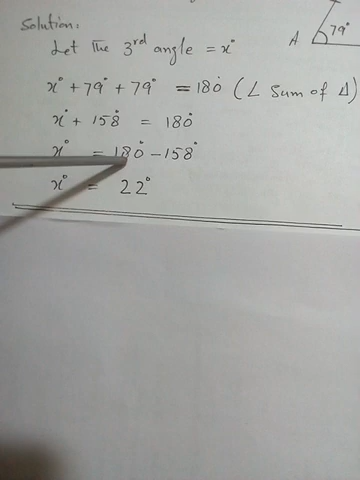 Solution:
Let The 3rd angle = x°
A 79°
x° + 79° + 79° = 180° (∠ Sum of Δ)
x° + 158° = 180°
x° = 180° - 158°
x° = 22°